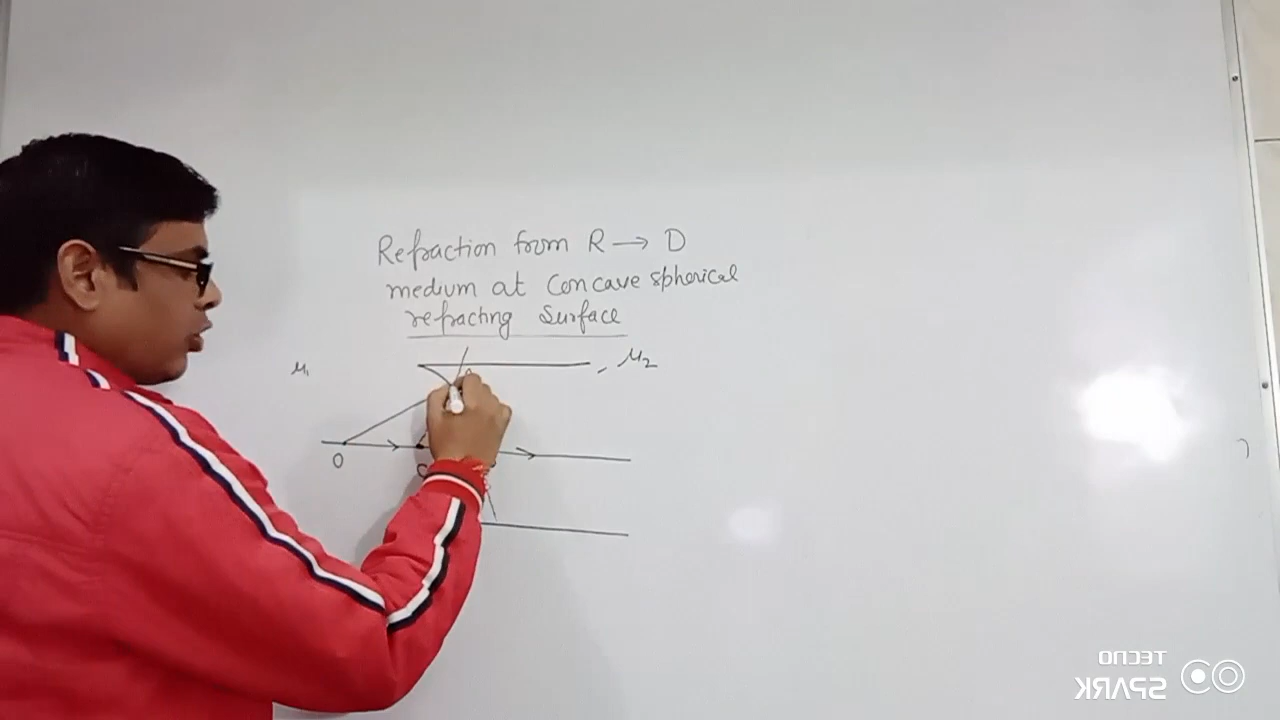 Refraction from R → D
medium at Concave spherical
refracting Surface
μ₁
μ₂
O
C
TECNO
SPARK